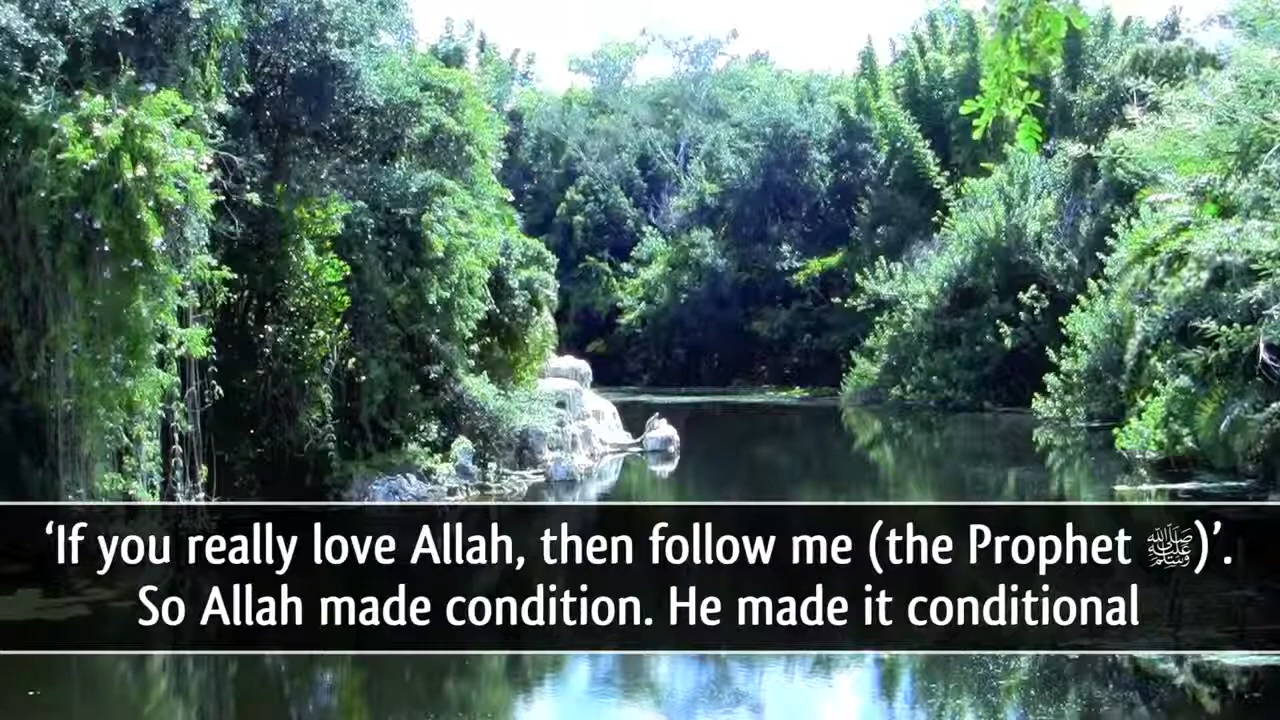 ‘If you really love Allah, then follow me (the Prophet ﷺ)’.
So Allah made condition. He made it conditional